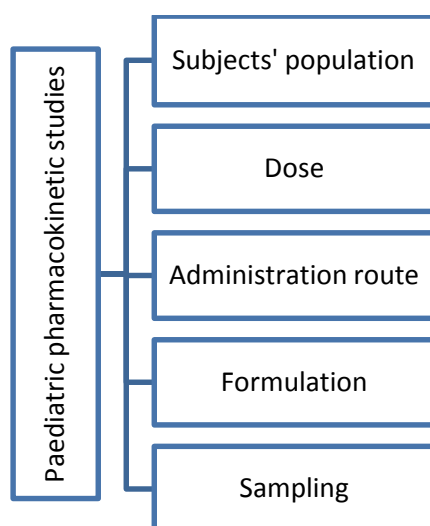 Paediatric pharmacokinetic studies
Subjects' population
Dose
Administration route
Formulation
Sampling